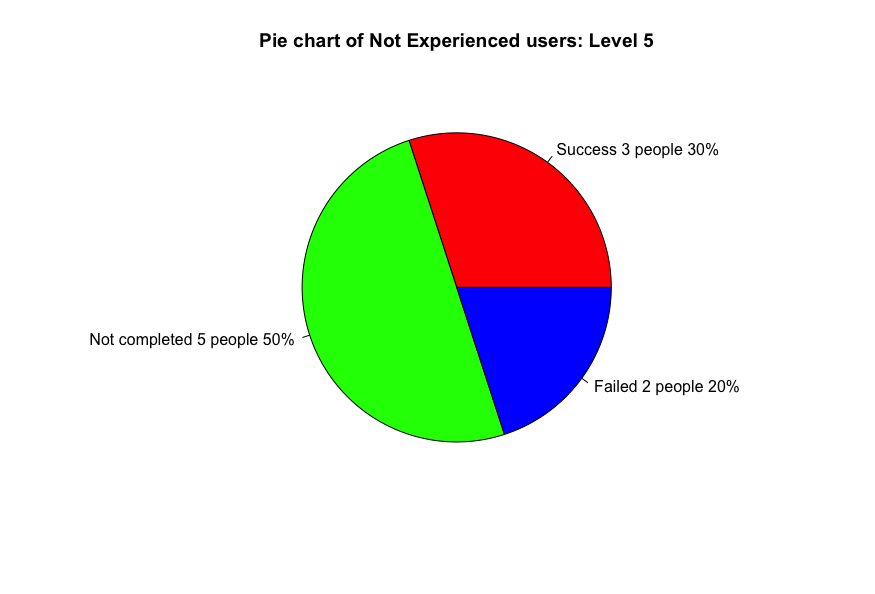 Pie chart of Not Experienced users: Level 5
Success 3 people 30%
Not completed 5 people 50%
Failed 2 people 20%